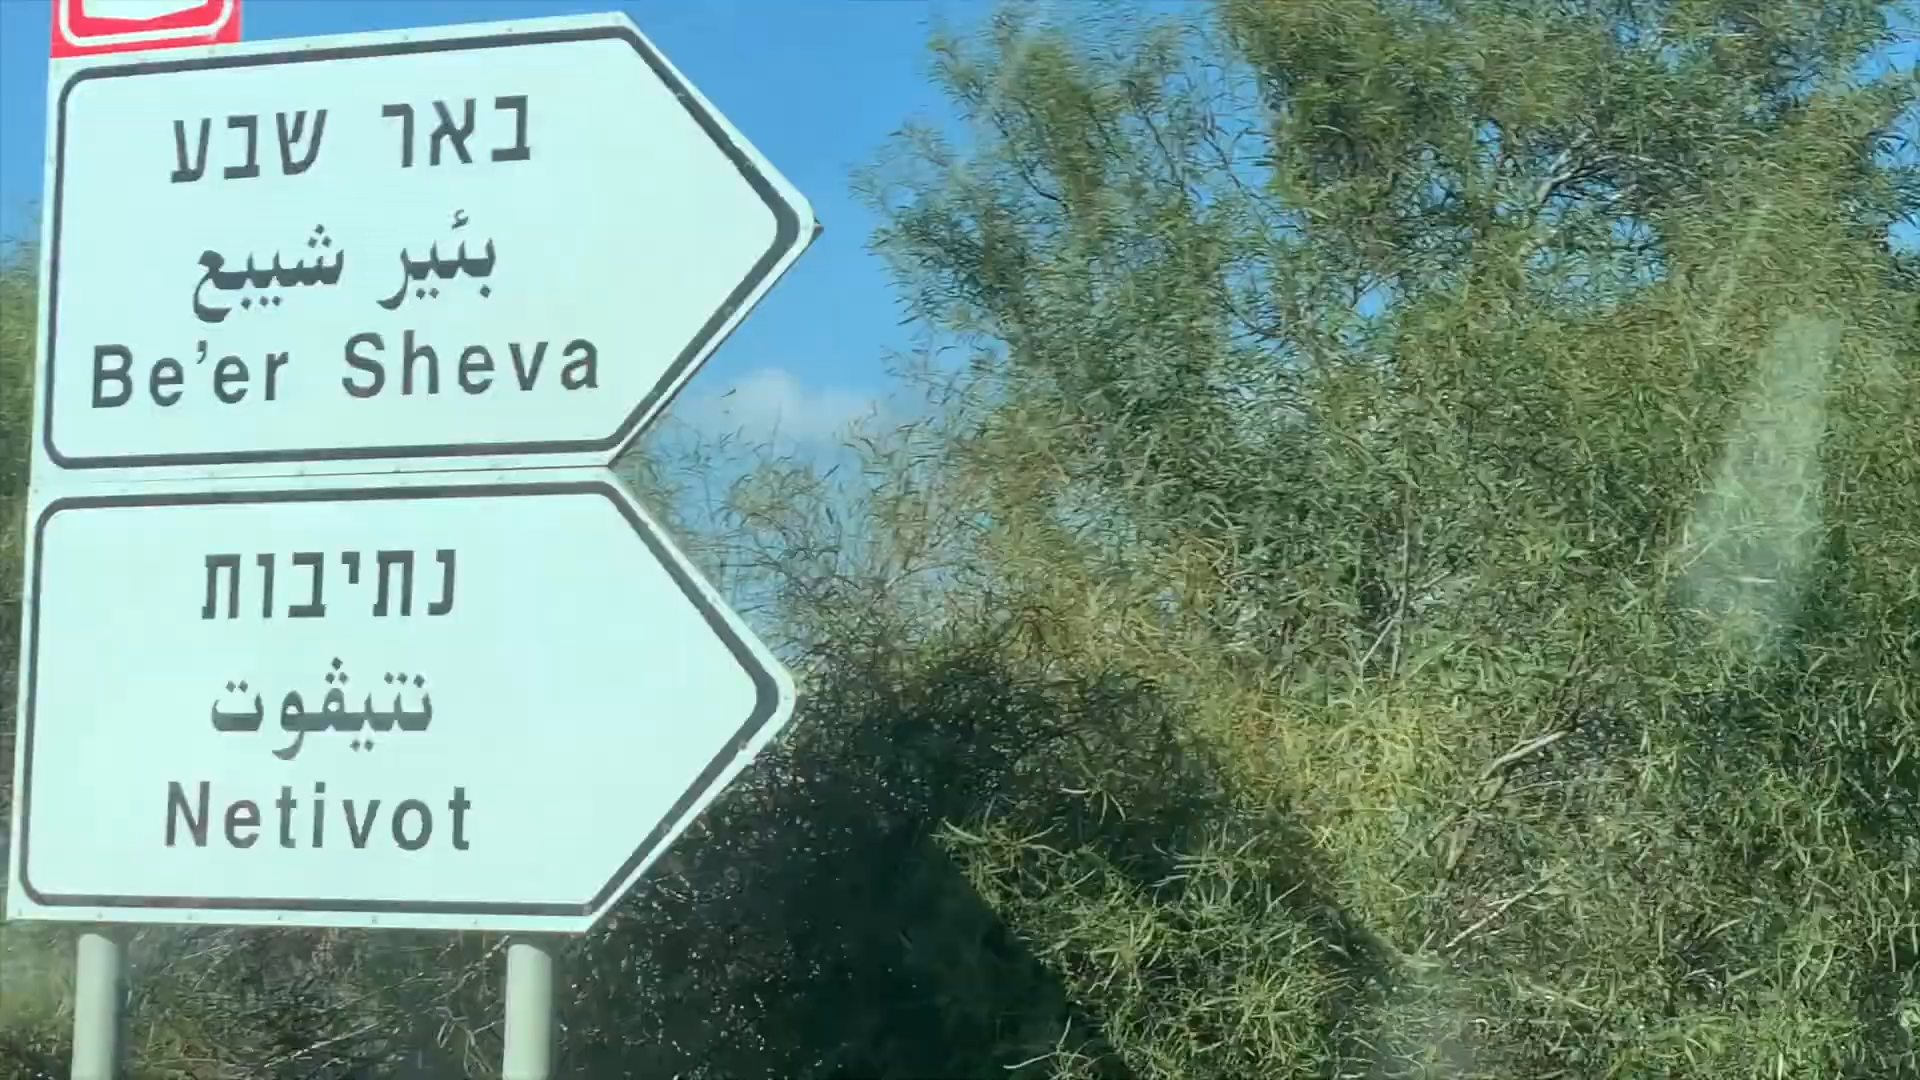 באר שבע
بئير شيبع
Be'er Sheva
נתיבות
نتيڤوت
Netivot